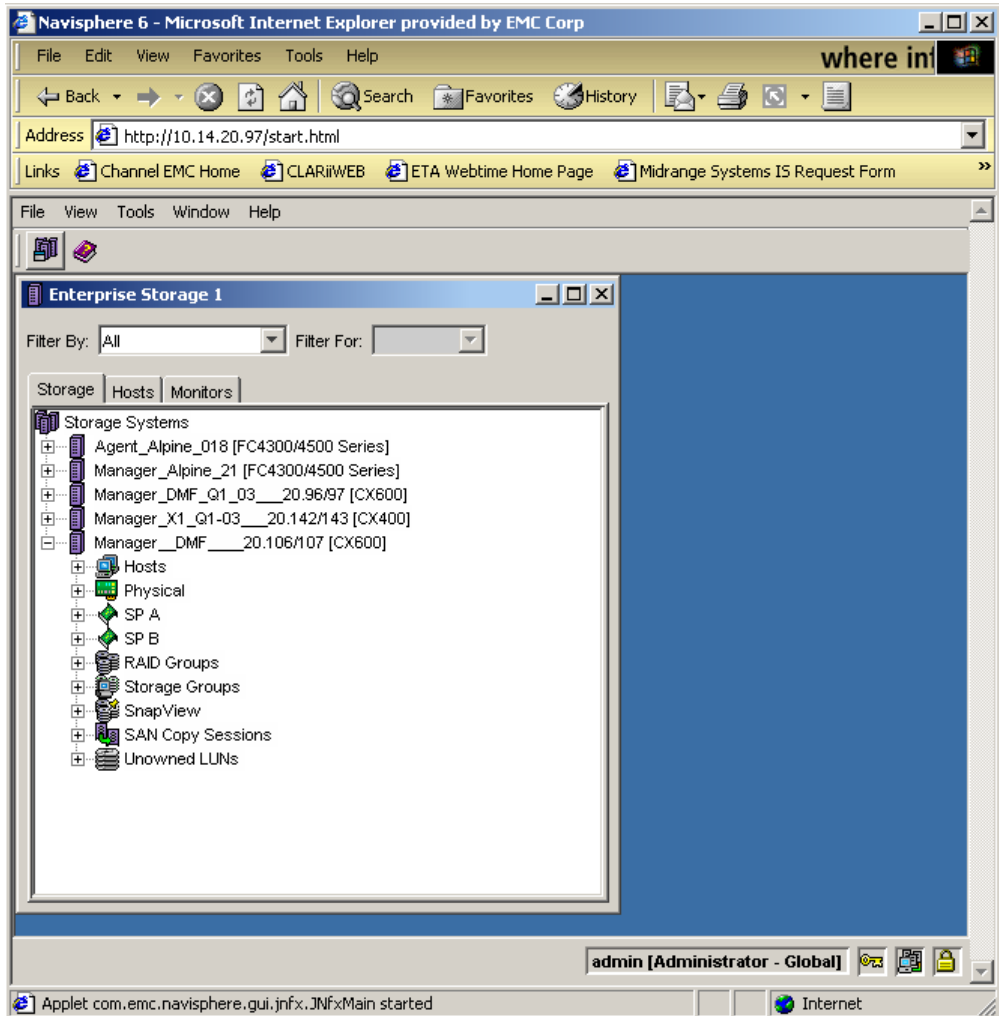 Navisphere 6 - Microsoft Internet Explorer provided by EMC Corp
File Edit View Favorites Tools Help
where inf
Back Search Favorites History
Address http://10.14.20.97/start.html
Links Channel EMC Home CLARiiWEB ETA Webtime Home Page Midrange Systems IS Request Form »
File View Tools Window Help
Enterprise Storage 1
Filter By: All Filter For:
Storage Hosts Monitors
Storage Systems
Agent_Alpine_018 [FC4300/4500 Series]
Manager_Alpine_21 [FC4300/4500 Series]
Manager_DMF_Q1_03___20.96/97 [CX600]
Manager_X1_Q1-03___20.142/143 [CX400]
Manager__DMF____20.106/107 [CX600]
Hosts
Physical
SP A
SP B
RAID Groups
Storage Groups
SnapView
SAN Copy Sessions
Unowned LUNs
admin [Administrator - Global]
Applet com.emc.navisphere.gui.jnfx.JNfxMain started Internet